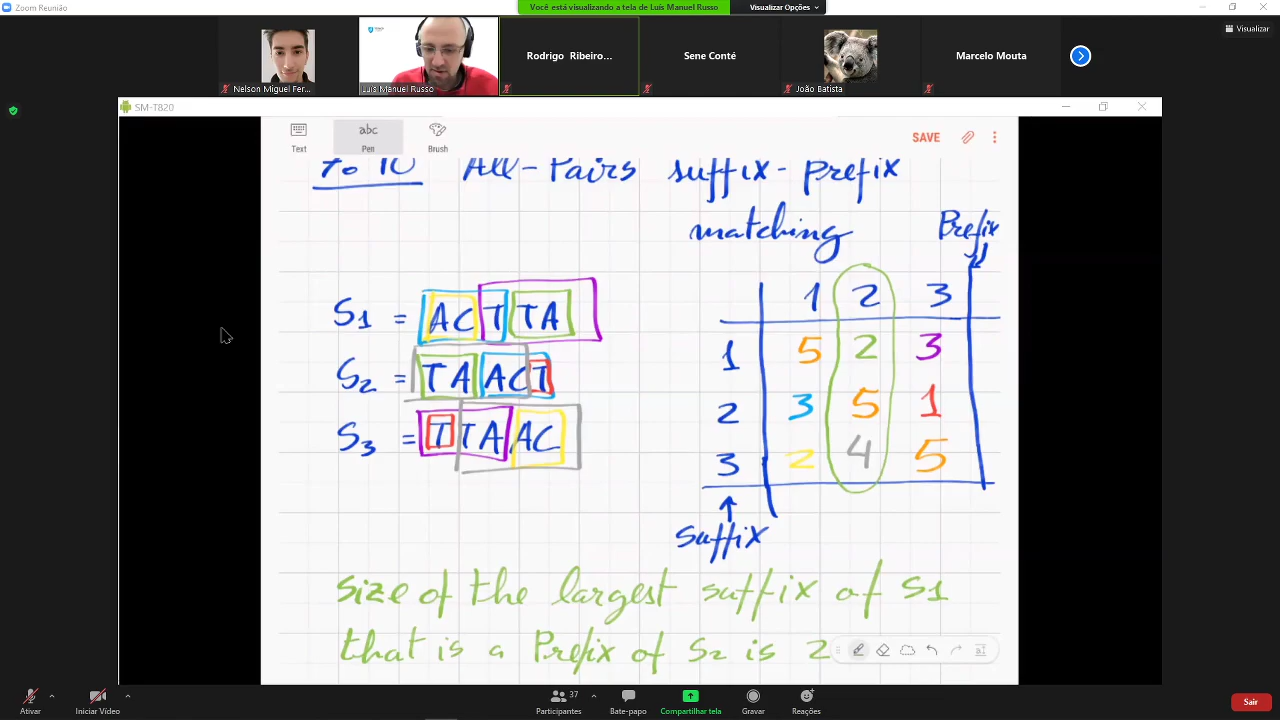 Zoom Reunião
Você está visualizando a tela de Luís Manuel Russo
Visualizar Opções
Visualizar
Nelson Miguel Fer...
Luís Manuel Russo
Rodrigo Ribeiro...
Sene Conté
João Batista
Marcelo Mouta
SM-T820
Text
abc
Pen
Brush
SAVE
All-Pairs suffix-prefix
matching
Prefix
1 2 3
S1 = ACTTA
1 5 2 3
S2 = TAACT
2 3 5 1
S3 = TTAAC
3 2 4 5
suffix
size of the largest suffix of S1
that is a Prefix of S2 is 2
Ativar
Iniciar Vídeo
37
Participantes
Bate-papo
Compartilhar tela
Gravar
Reações
Sair